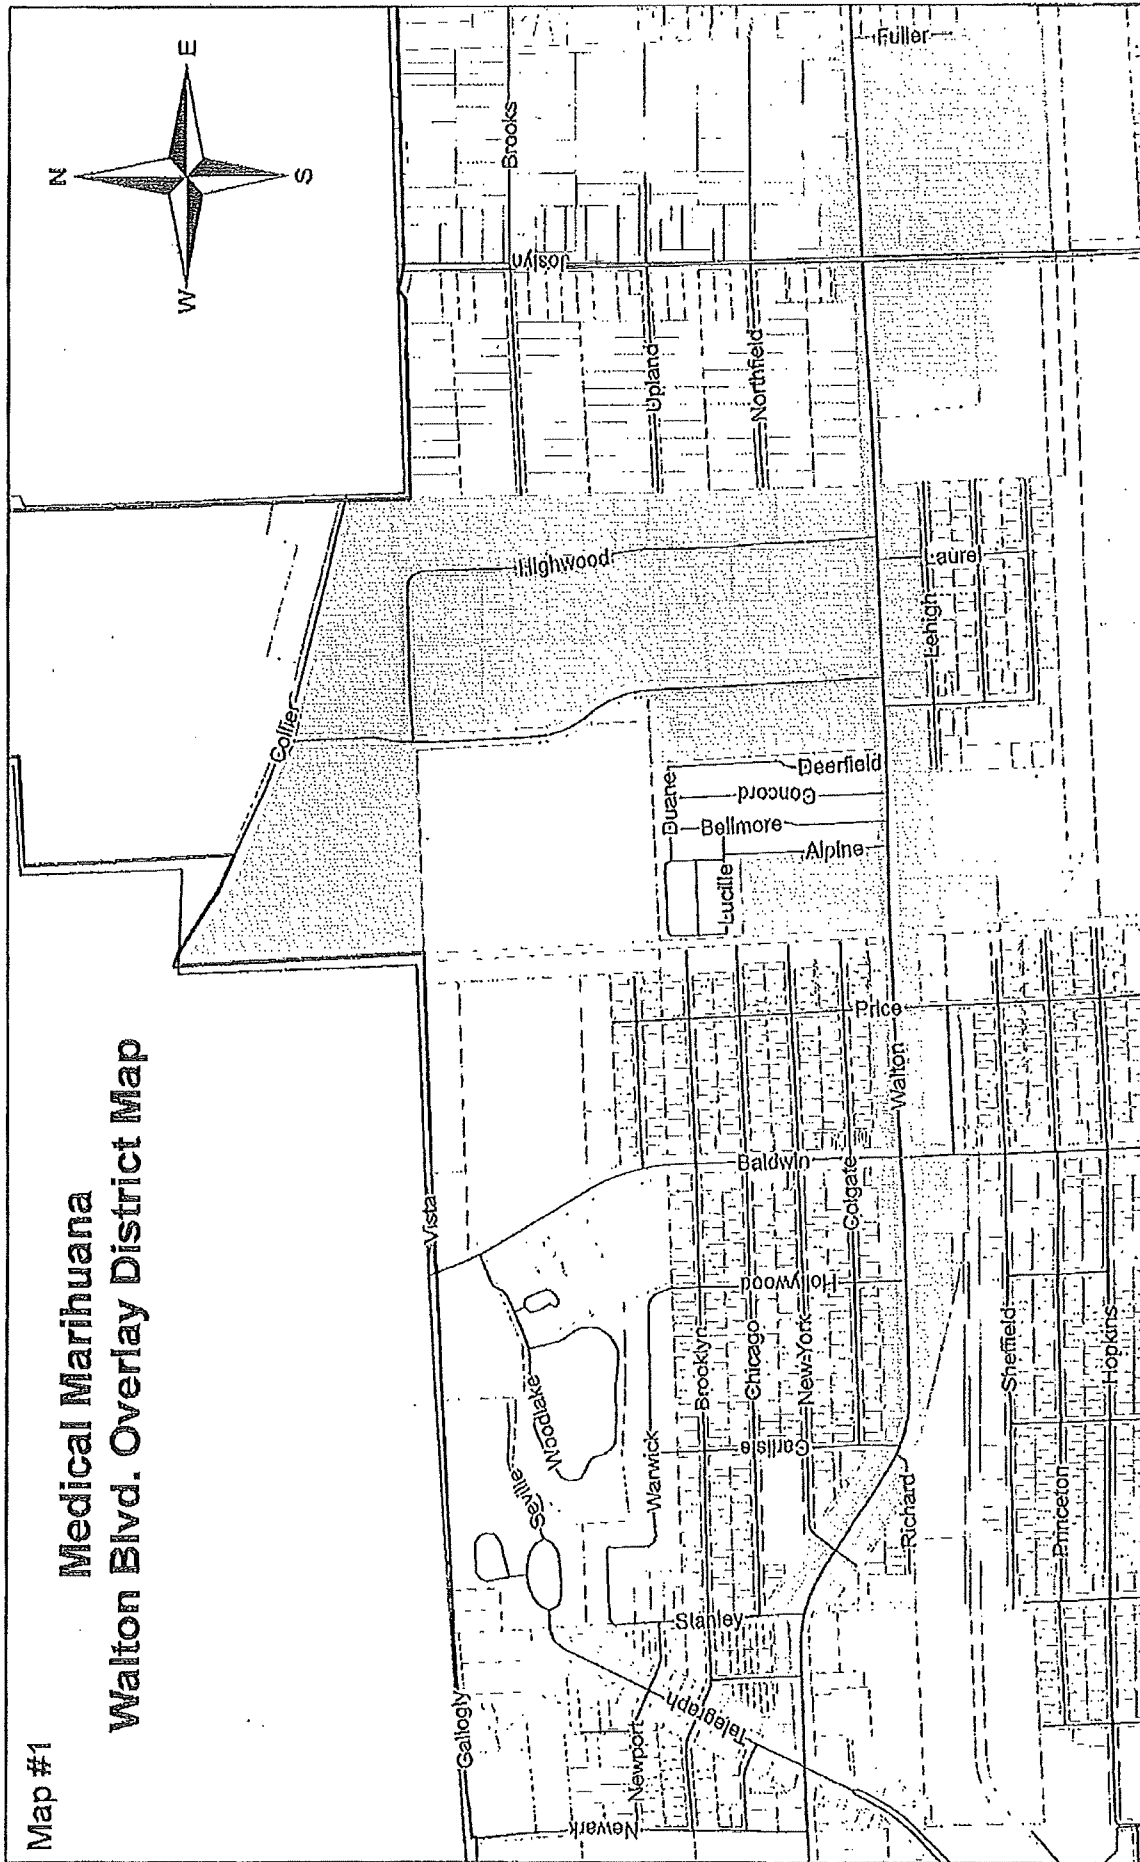 Map #1
Medical Marihuana
Walton Blvd. Overlay District Map
N
W
E
S
Collier
Vista
Gallogly
Highwood
Brooks
Joslyn
Upland
Northfield
Fuller
Laurel
Lehigh
Duane
Deerfield
Concord
Bellmore
Alpine
Lucille
Price
Walton
Baldwin
Colgate
Hollywood
Brooklyn
Chicago
New York
Carlisle
Warwick
Woodlake
Seville
Stanley
Telegraph
Newport
Newark
Richard
Sheffield
Princeton
Hopkins